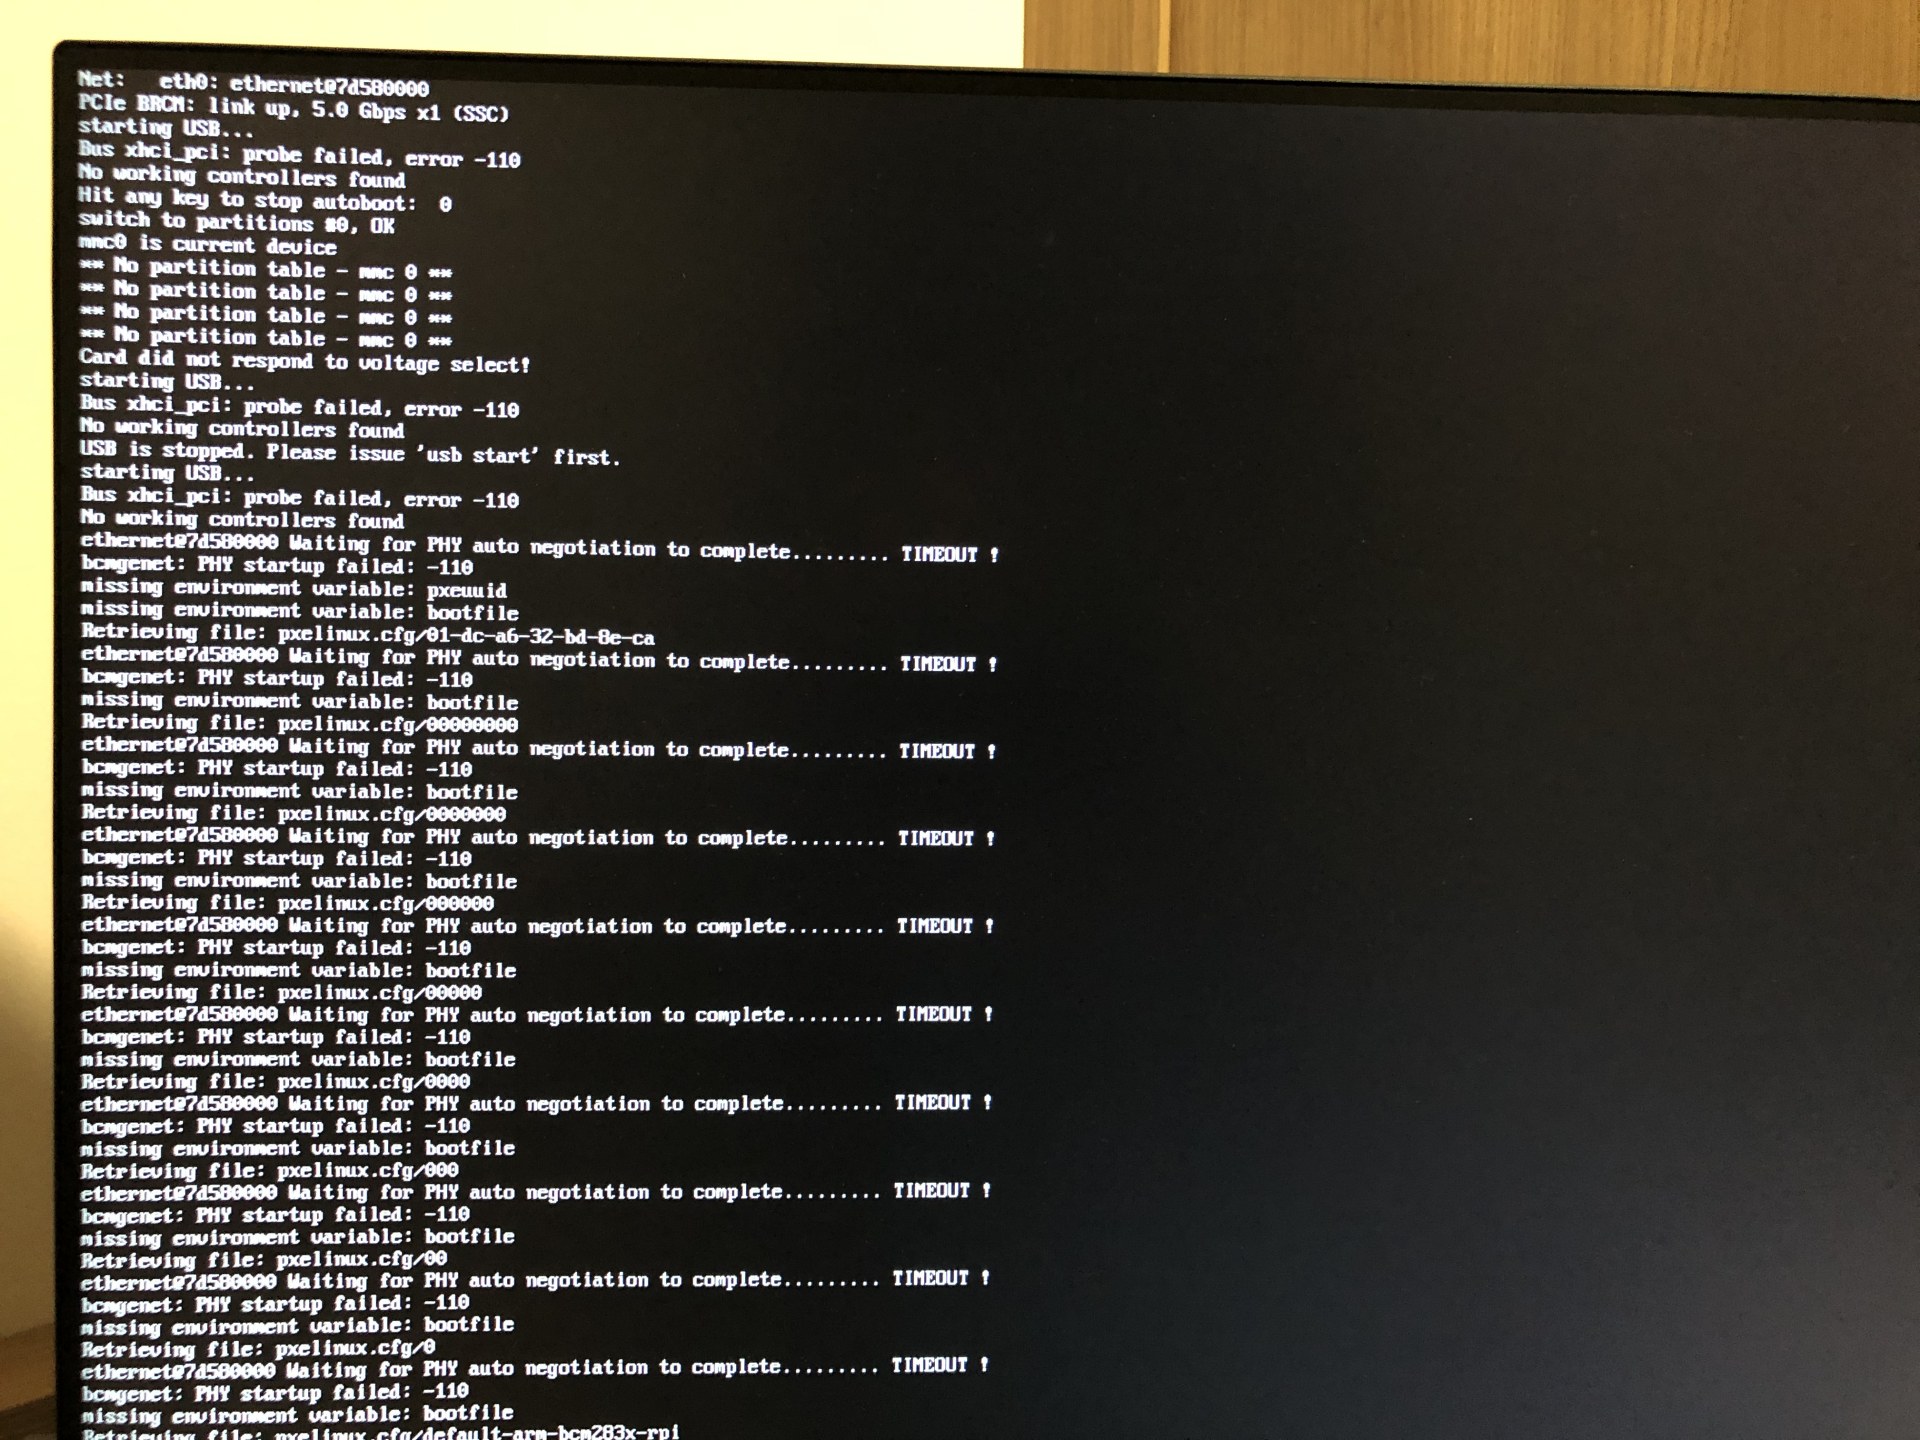 Net:   eth0: ethernet@7d580000
PCIe BRCM: link up, 5.0 Gbps x1 (SSC)
starting USB...
Bus xhci_pci: probe failed, error -110
No working controllers found
Hit any key to stop autoboot:  0
switch to partitions #0, OK
mmc0 is current device
** No partition table - mmc 0 **
** No partition table - mmc 0 **
** No partition table - mmc 0 **
** No partition table - mmc 0 **
Card did not respond to voltage select!
starting USB...
Bus xhci_pci: probe failed, error -110
No working controllers found
USB is stopped. Please issue 'usb start' first.
starting USB...
Bus xhci_pci: probe failed, error -110
No working controllers found
ethernet@7d580000 Waiting for PHY auto negotiation to complete......... TIMEOUT !
bcmgenet: PHY startup failed: -110
missing environment variable: pxeuuid
missing environment variable: bootfile
Retrieving file: pxelinux.cfg/01-dc-a6-32-bd-8e-ca
ethernet@7d580000 Waiting for PHY auto negotiation to complete......... TIMEOUT !
bcmgenet: PHY startup failed: -110
missing environment variable: bootfile
Retrieving file: pxelinux.cfg/00000000
ethernet@7d580000 Waiting for PHY auto negotiation to complete......... TIMEOUT !
bcmgenet: PHY startup failed: -110
missing environment variable: bootfile
Retrieving file: pxelinux.cfg/0000000
ethernet@7d580000 Waiting for PHY auto negotiation to complete......... TIMEOUT !
bcmgenet: PHY startup failed: -110
missing environment variable: bootfile
Retrieving file: pxelinux.cfg/000000
ethernet@7d580000 Waiting for PHY auto negotiation to complete......... TIMEOUT !
bcmgenet: PHY startup failed: -110
missing environment variable: bootfile
Retrieving file: pxelinux.cfg/00000
ethernet@7d580000 Waiting for PHY auto negotiation to complete......... TIMEOUT !
bcmgenet: PHY startup failed: -110
missing environment variable: bootfile
Retrieving file: pxelinux.cfg/0000
ethernet@7d580000 Waiting for PHY auto negotiation to complete......... TIMEOUT !
bcmgenet: PHY startup failed: -110
missing environment variable: bootfile
Retrieving file: pxelinux.cfg/000
ethernet@7d580000 Waiting for PHY auto negotiation to complete......... TIMEOUT !
bcmgenet: PHY startup failed: -110
missing environment variable: bootfile
Retrieving file: pxelinux.cfg/00
ethernet@7d580000 Waiting for PHY auto negotiation to complete......... TIMEOUT !
bcmgenet: PHY startup failed: -110
missing environment variable: bootfile
Retrieving file: pxelinux.cfg/0
ethernet@7d580000 Waiting for PHY auto negotiation to complete......... TIMEOUT !
bcmgenet: PHY startup failed: -110
missing environment variable: bootfile
Retrieving file: pxelinux.cfg/default-arm-bcm283x-rpi